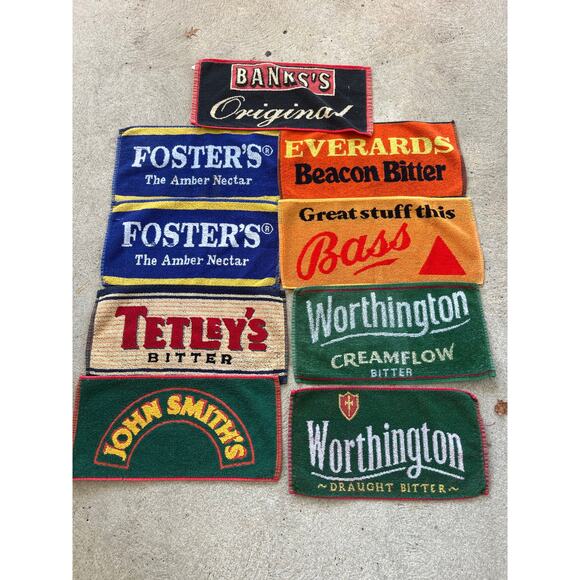 BANKS'S
Original
FOSTER'S®
The Amber Nectar
EVERARDS
Beacon Bitter
FOSTER'S®
The Amber Nectar
Great stuff this
Bass
TETLEY'S
BITTER
Worthington
CREAMFLOW
BITTER
JOHN SMITH'S
Worthington
~DRAUGHT BITTER~